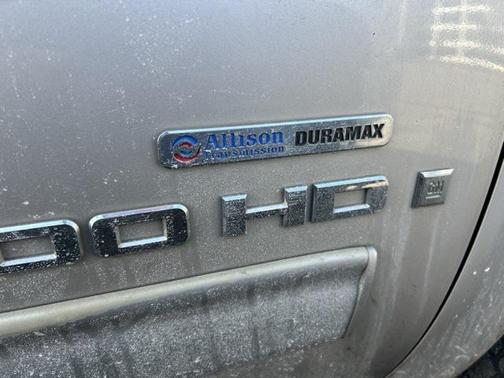 Allison DURAMAX
Transmission
00 HD GM